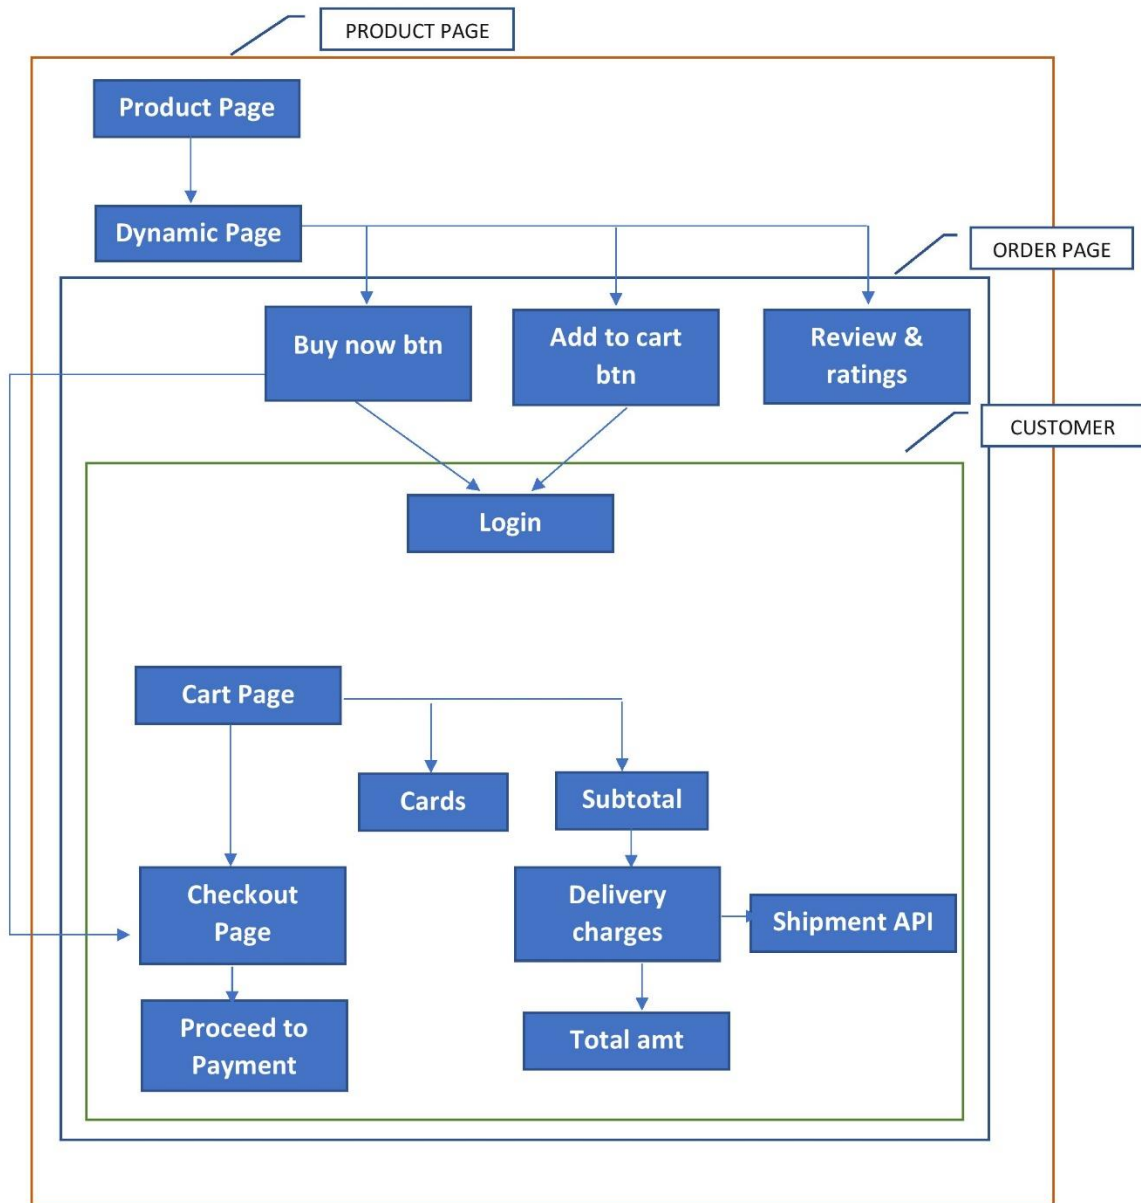 PRODUCT PAGE
Product Page
Dynamic Page
ORDER PAGE
Buy now btn
Add to cart
btn
Review &
ratings
CUSTOMER
Login
Cart Page
Cards
Subtotal
Checkout
Page
Delivery
charges
Shipment API
Proceed to
Payment
Total amt